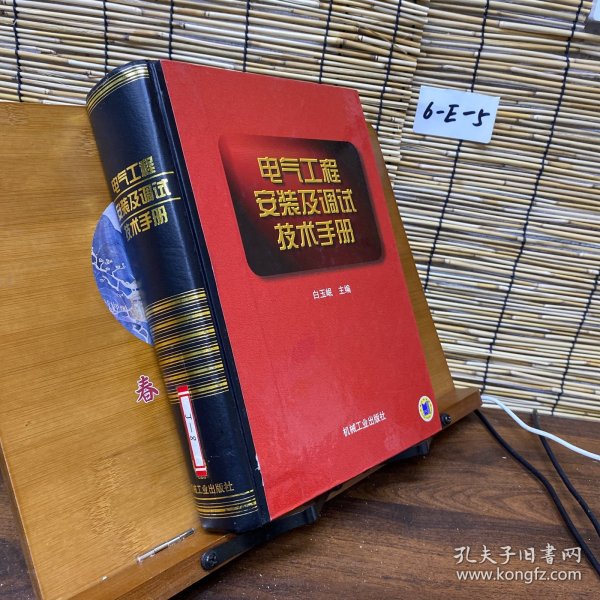 电气工程
安装及调试
技术手册
白玉岷 主编
机械工业出版社
电气工程
安装及调试
技术手册
工业出版社
春
6-E-5
孔夫子旧书网
www.kongfz.com